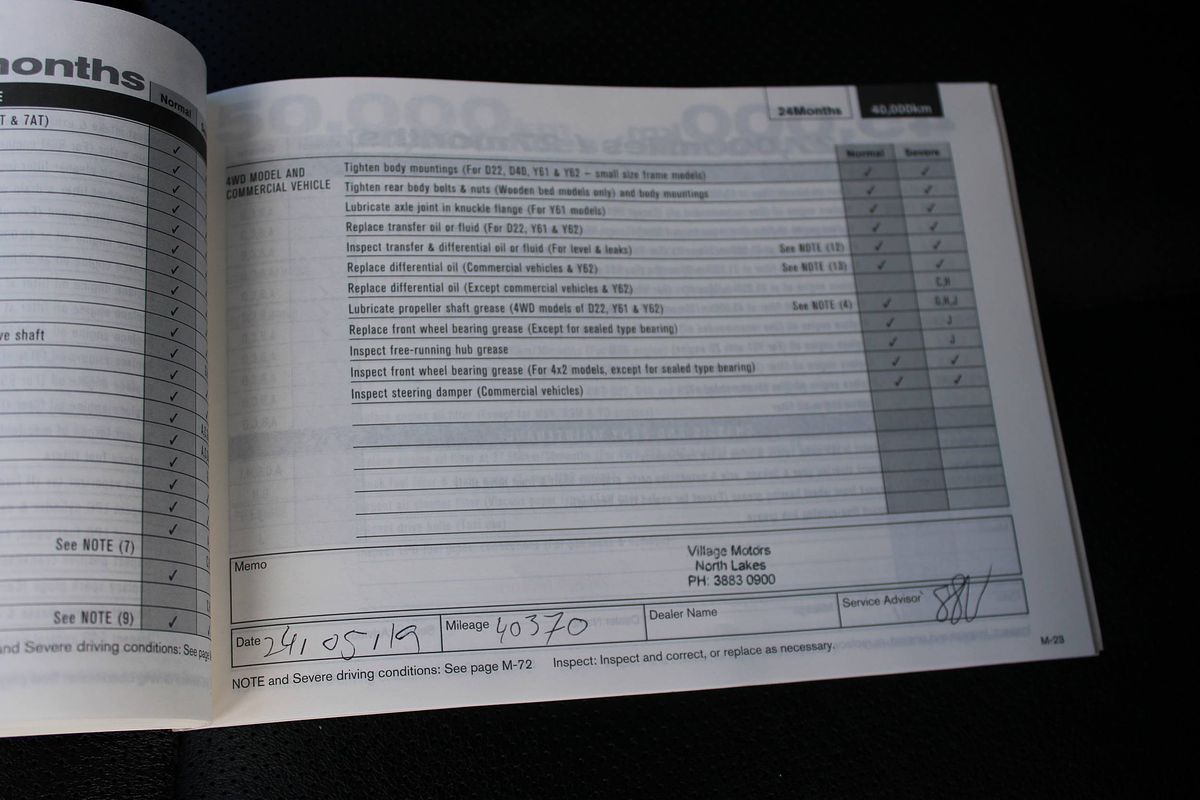 months
Normal
T & 7AT)
ve shaft
See NOTE (7)
See NOTE (9)
and Severe driving conditions: See page
24Months 40,000km
Normal Severe
4WD MODEL AND
COMMERCIAL VEHICLE
Tighten body mountings (For D22, D40, Y61 & Y62 – small size frame models) ✓ ✓
Tighten rear body bolts & nuts (Wooden bed models only) and body mountings ✓ ✓
Lubricate axle joint in knuckle flange (For Y61 models) ✓ ✓
Replace transfer oil or fluid (For D22, Y61 & Y62) ✓ ✓
Inspect transfer & differential oil or fluid (For level & leaks) See NOTE (12) ✓ ✓
Replace differential oil (Commercial vehicles & Y62) See NOTE (13) ✓ ✓
Replace differential oil (Except commercial vehicles & Y62) C,H
Lubricate propeller shaft grease (4WD models of D22, Y61 & Y62) See NOTE (4) ✓ G,H,J
Replace front wheel bearing grease (Except for sealed type bearing) ✓ J
Inspect free-running hub grease ✓ J
Inspect front wheel bearing grease (For 4x2 models, except for sealed type bearing) ✓ ✓
Inspect steering damper (Commercial vehicles) ✓ ✓
Memo
Village Motors
North Lakes
PH: 3883 0900
Date 24/05/19 Mileage 40370 Dealer Name Service Advisor
NOTE and Severe driving conditions: See page M-72 Inspect: Inspect and correct, or replace as necessary.
M-23